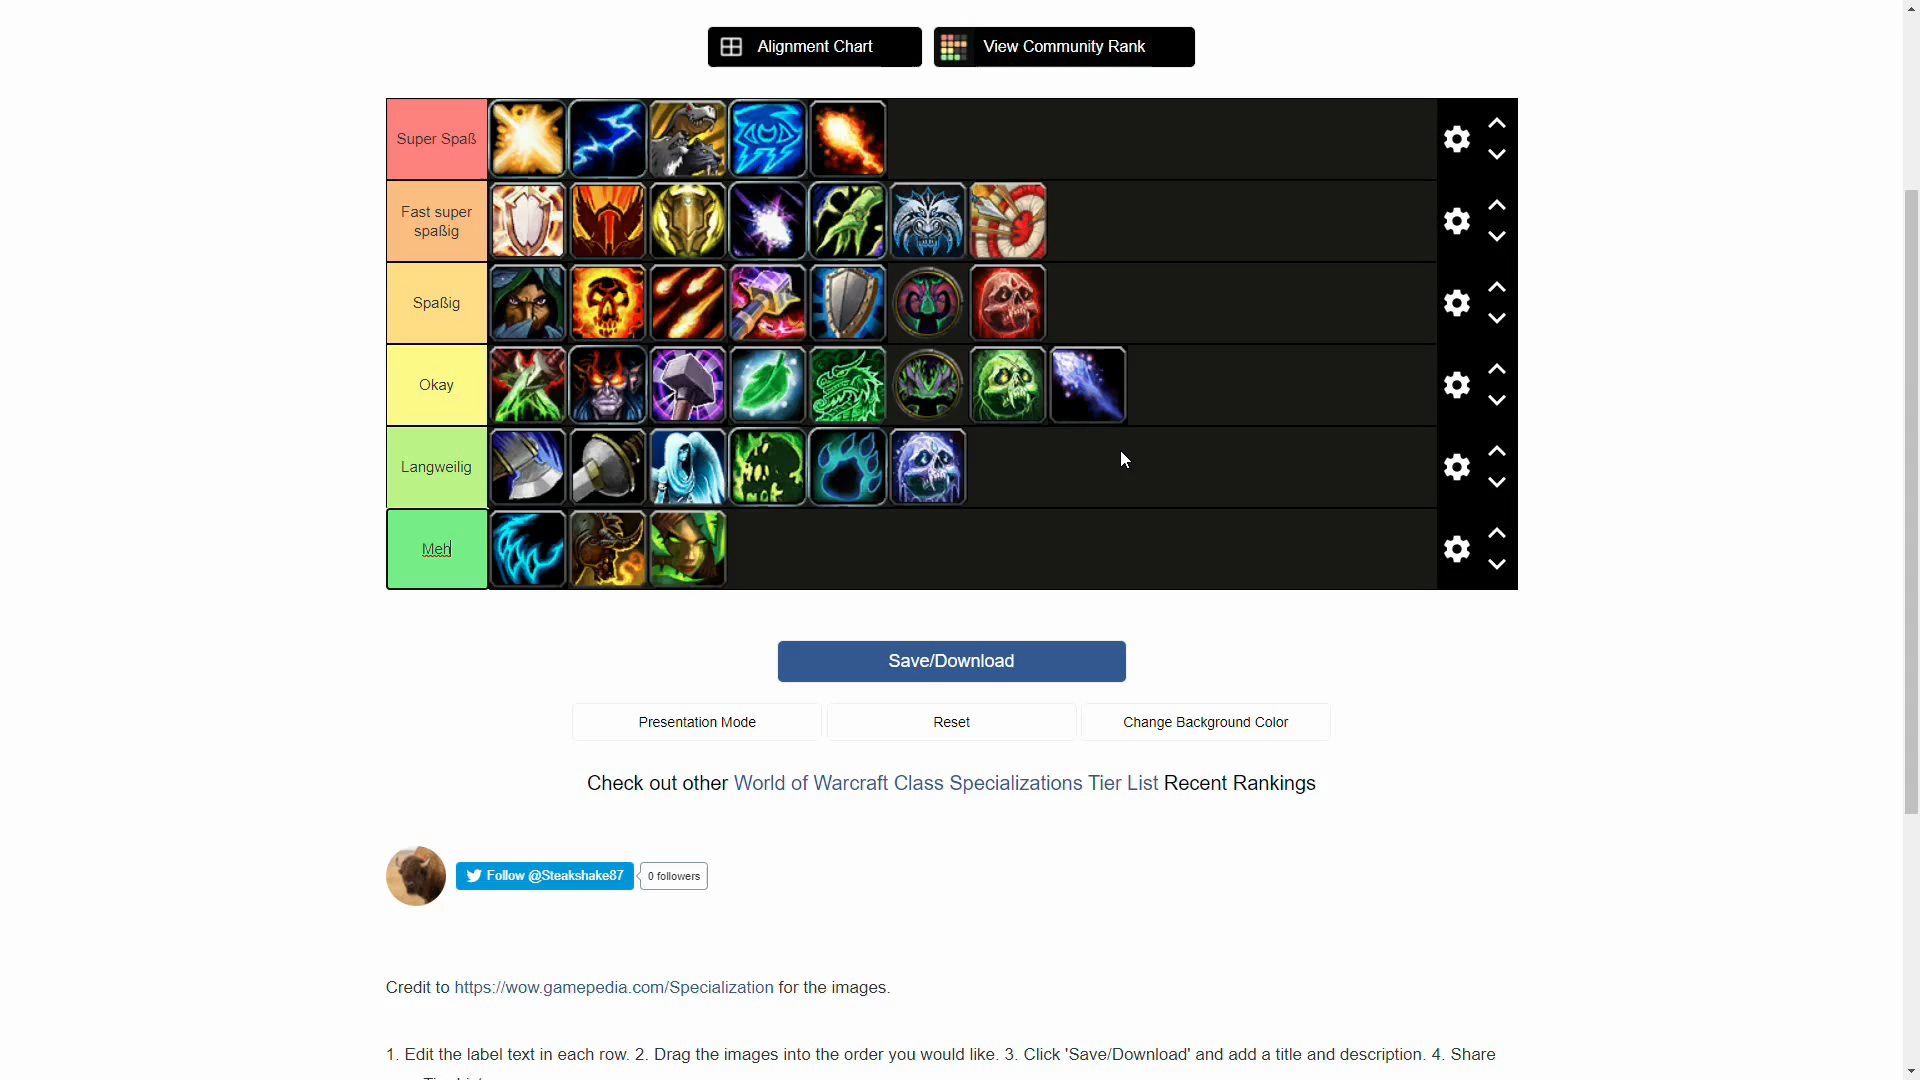 Alignment Chart
View Community Rank
Super Spaß
Fast super
spaßig
Spaßig
Okay
Langweilig
Meh
Save/Download
Presentation Mode
Reset
Change Background Color
Check out other World of Warcraft Class Specializations Tier List Recent Rankings
Follow @Steakshake87
0 followers
Credit to https://wow.gamepedia.com/Specialization for the images.
1. Edit the label text in each row. 2. Drag the images into the order you would like. 3. Click 'Save/Download' and add a title and description. 4. Share